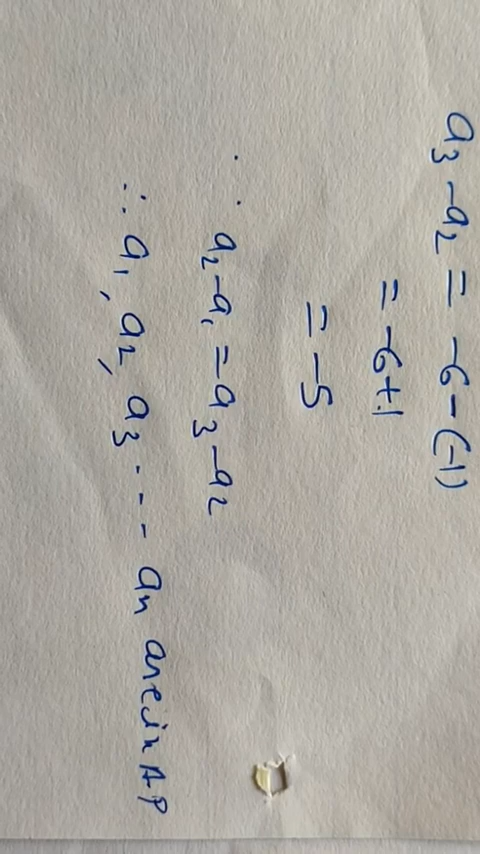 a₃ - a₂ = -6 - (-1)
= -6+1
= -5
∵ a₂ - a₁ = a₃ - a₂
∴ a₁, a₂, a₃ --- an are in AP